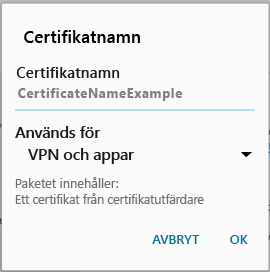 Certifikatnamn
Certifikatnamn
CertificateNameExample
Används för
VPN och appar
Paketet innehåller:
Ett certifikat från certifikatutfärdare
AVBRYT OK